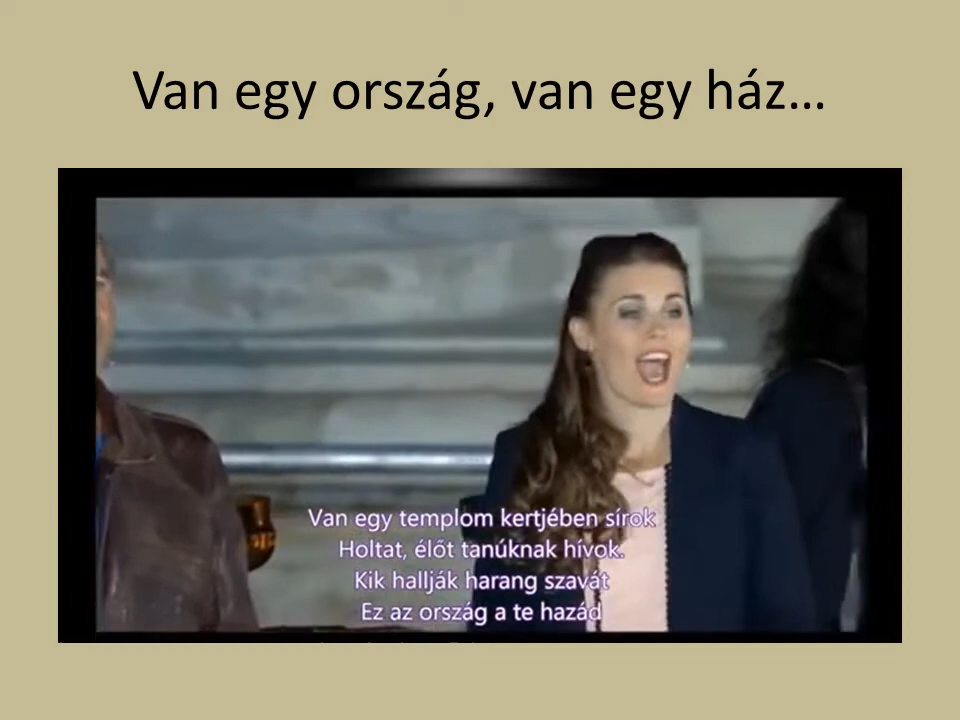 Van egy ország, van egy ház…
Van egy templom kertjében sírok
Holtat, élőt tanúknak hívok.
Kik hallják harang szavát
Ez az ország a te hazád